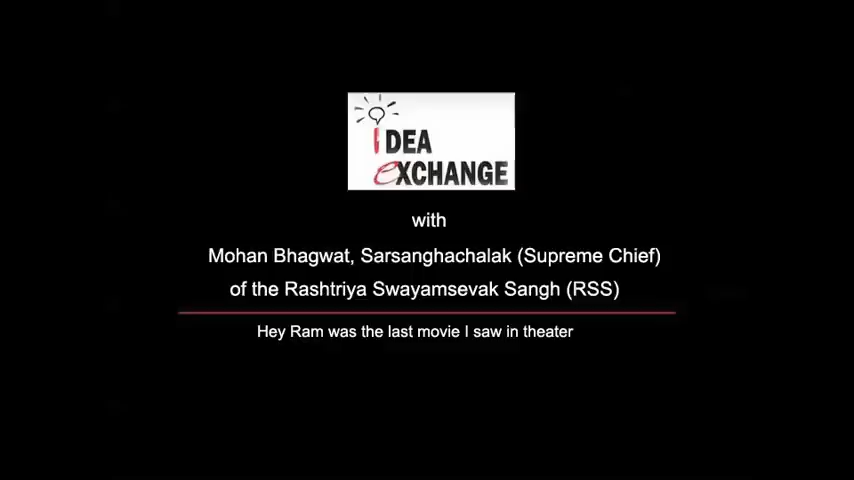 iDEA
eXCHANGE
with
Mohan Bhagwat, Sarsanghachalak (Supreme Chief)
of the Rashtriya Swayamsevak Sangh (RSS)
Hey Ram was the last movie I saw in theater